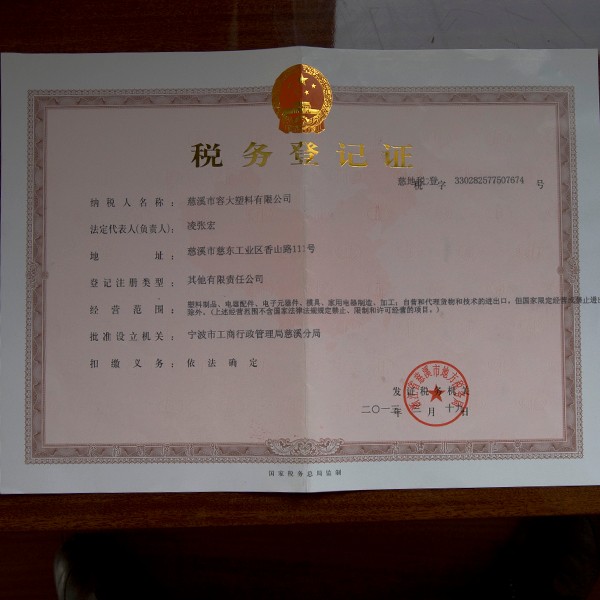 税务登记证
慈地税 登 字 330282577507674 号
纳税人名称： 慈溪市容大塑料有限公司
法定代表人(负责人)： 凌张宏
地址： 慈溪市慈东工业区香山路11 号
登记注册类型： 其他有限责任公司
经营范围： 塑料制品、电器配件、电子元器件、模具、家用电器制造、加工；自营和代理货物和技术的进出口，但国家限定经营或禁止进出
除外。（上述经营范围不含国家法律法规规定禁止、限制和许可经营的项目。）
批准设立机关： 宁波市工商行政管理局慈溪分局
扣缴义务： 依法确定
发证税务机关
二〇一 年 月 十 日
国家税务总局监制